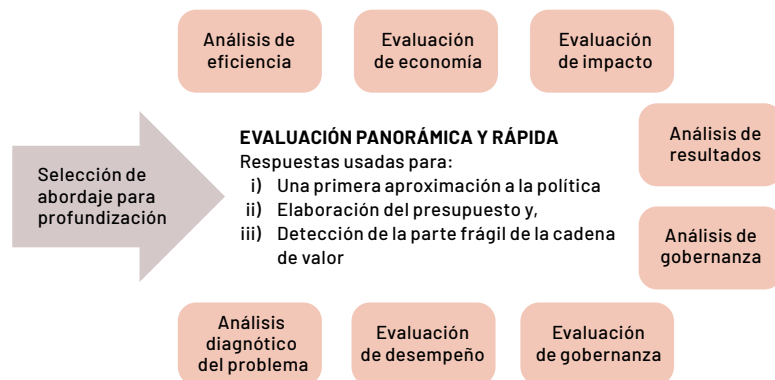 Análisis de
eficiencia
Evaluación
de economía
Evaluación
de impacto
Selección de
abordaje para
profundización
EVALUACIÓN PANORÁMICA Y RÁPIDA
Respuestas usadas para:
i) Una primera aproximación a la política
ii) Elaboración del presupuesto y,
iii) Detección de la parte frágil de la cadena
de valor
Análisis de
resultados
Análisis de
gobernanza
Análisis
diagnótico
del problema
Evaluación
de desempeño
Evaluación
de gobernanza